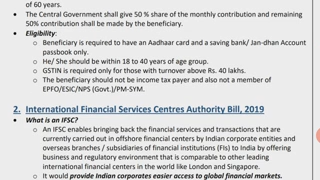 of 60 years.
• The Central Government shall give 50 % share of the monthly contribution and remaining
50% contribution shall be made by the beneficiary.
• Eligibility:
o Beneficiary is required to have an Aadhaar card and a saving bank/ Jan-dhan Account
passbook only.
o He/ She should be within 18 to 40 years of age group.
o GSTIN is required only for those with turnover above Rs. 40 lakhs.
o The beneficiary should not be income tax payer and also not a member of
EPFO/ESIC/NPS (Govt.)/PM-SYM.
2. International Financial Services Centres Authority Bill, 2019
• What is an IFSC?
o An IFSC enables bringing back the financial services and transactions that are
currently carried out in offshore financial centers by Indian corporate entities and
overseas branches / subsidiaries of financial institutions (FIs) to India by offering
business and regulatory environment that is comparable to other leading
international financial centers in the world like London and Singapore.
o It would provide Indian corporates easier access to global financial markets.